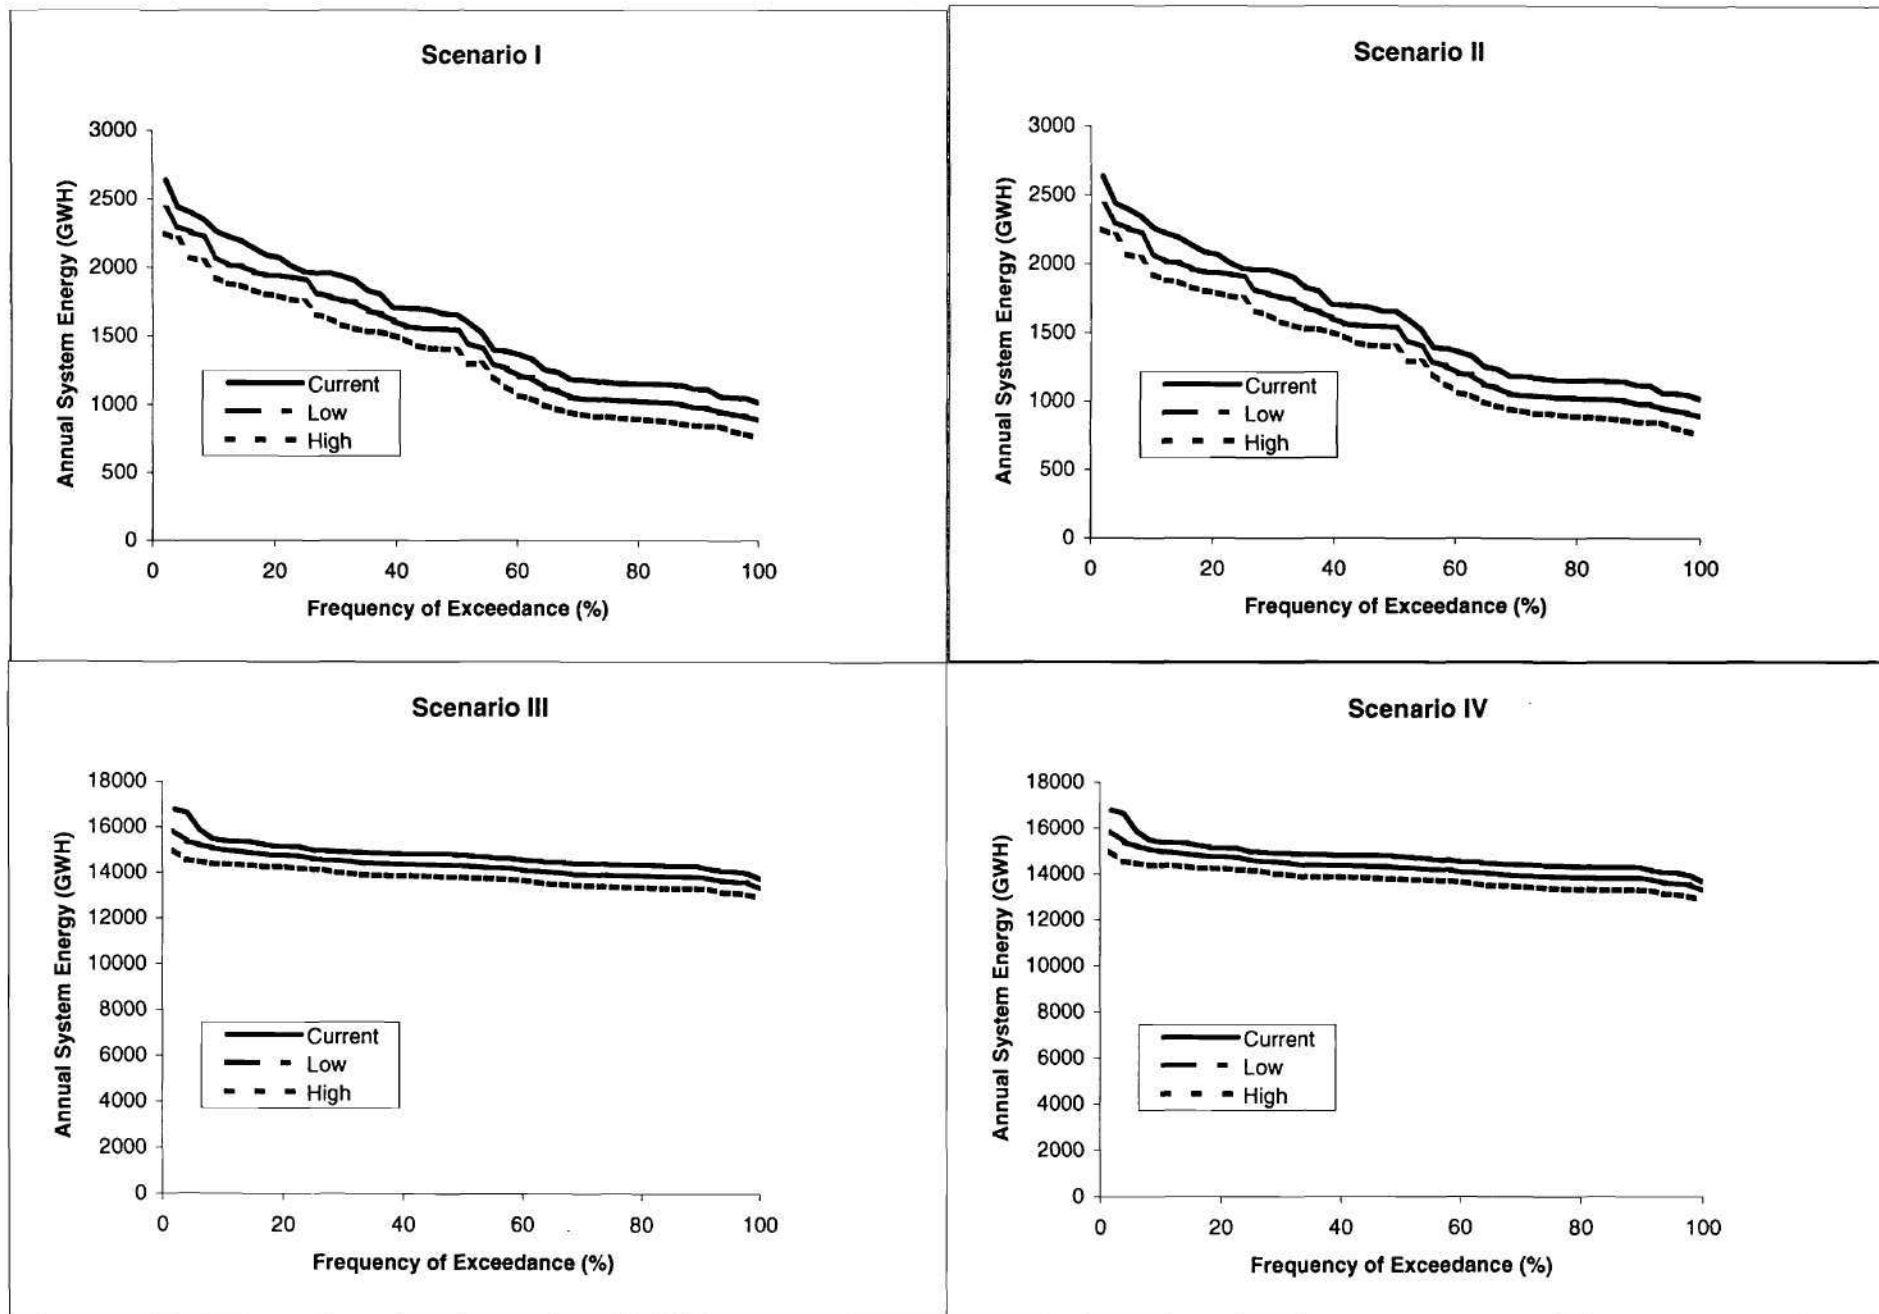 Scenario I
Annual System Energy (GWH)
3000
2500
2000
1500
1000
500
0
Current
Low
High
0 20 40 60 80 100
Frequency of Exceedance (%)
Scenario II
Annual System Energy (GWH)
3000
2500
2000
1500
1000
500
0
Current
Low
High
0 20 40 60 80 100
Frequency of Exceedance (%)
Scenario III
Annual System Energy (GWH)
18000
16000
14000
12000
10000
8000
6000
4000
2000
0
Current
Low
High
0 20 40 60 80 100
Frequency of Exceedance (%)
Scenario IV
Annual System Energy (GWH)
18000
16000
14000
12000
10000
8000
6000
4000
2000
0
Current
Low
High
0 20 40 60 80 100
Frequency of Exceedance (%)